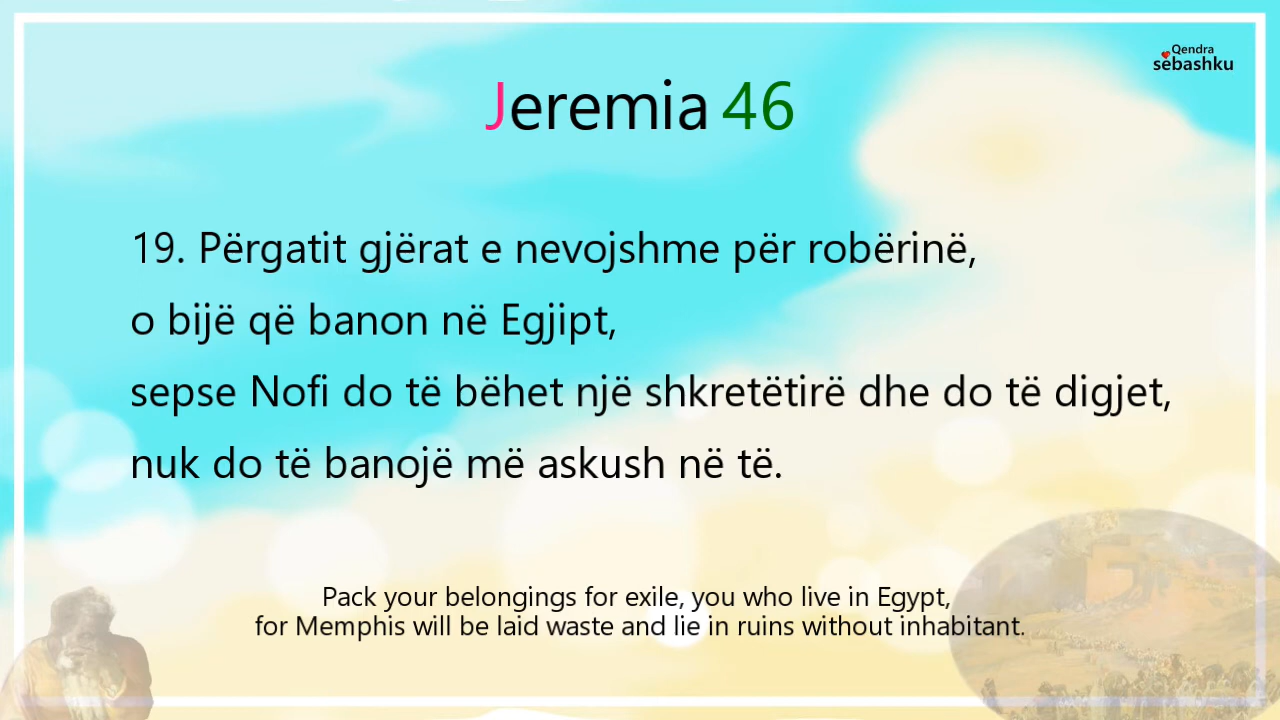 Qendra
sëbashku
Jeremia 46
19. Përgatit gjërat e nevojshme për robërinë,
o bijë që banon në Egjipt,
sepse Nofi do të bëhet një shkretëtirë dhe do të digjet,
nuk do të banojë më askush në të.
Pack your belongings for exile, you who live in Egypt,
for Memphis will be laid waste and lie in ruins without inhabitant.